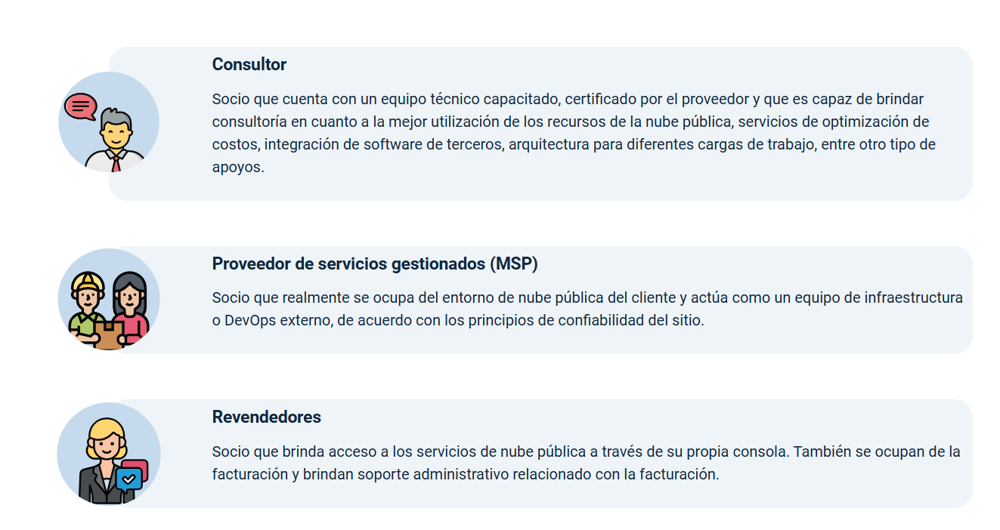 Consultor
Socio que cuenta con un equipo técnico capacitado, certificado por el proveedor y que es capaz de brindar
consultoría en cuanto a la mejor utilización de los recursos de la nube pública, servicios de optimización de
costos, integración de software de terceros, arquitectura para diferentes cargas de trabajo, entre otro tipo de
apoyos.
Proveedor de servicios gestionados (MSP)
Socio que realmente se ocupa del entorno de nube pública del cliente y actúa como un equipo de infraestructura
o DevOps externo, de acuerdo con los principios de confiabilidad del sitio.
Revendedores
Socio que brinda acceso a los servicios de nube pública a través de su propia consola. También se ocupan de la
facturación y brindan soporte administrativo relacionado con la facturación.